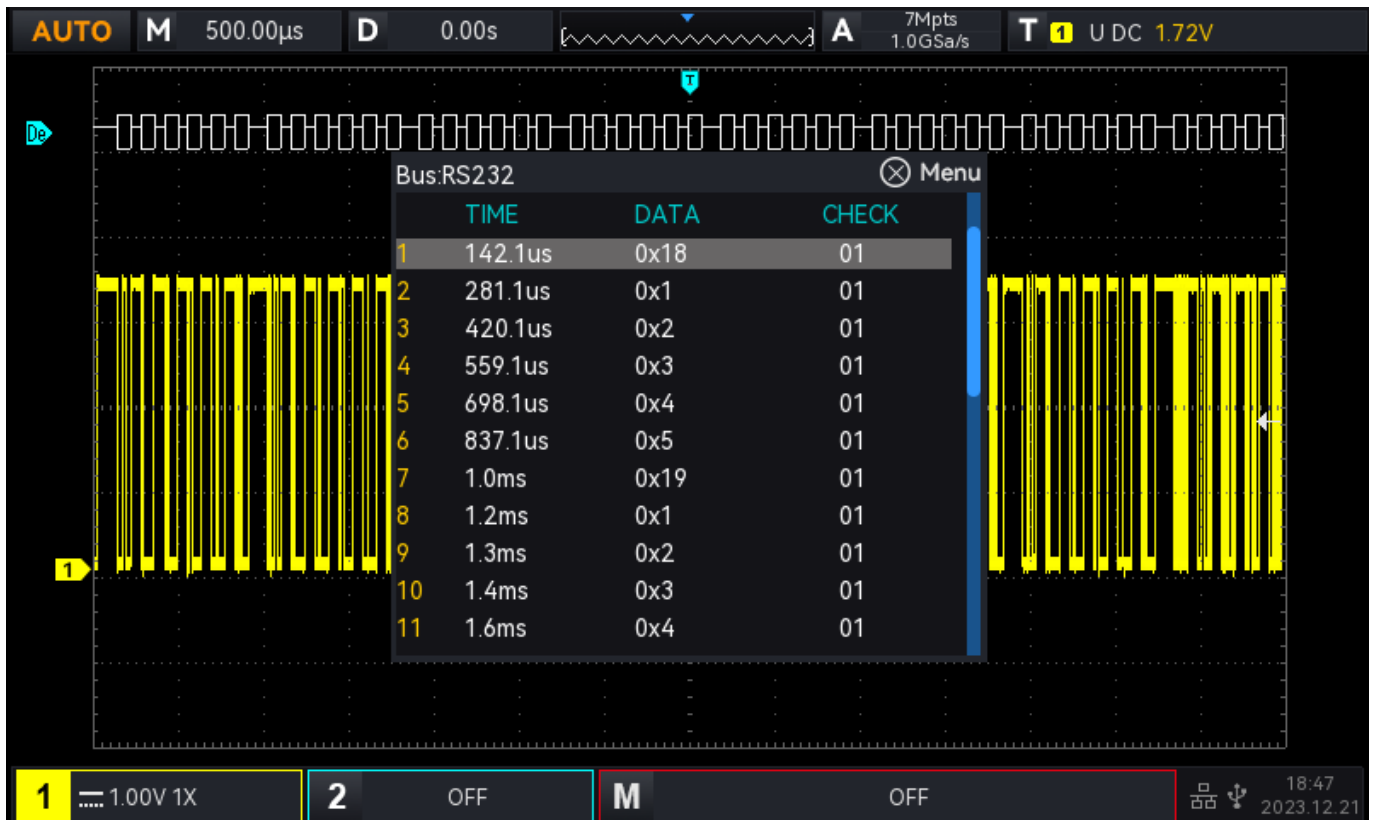 AUTO M 500.00μs D 0.00s A 7Mpts 1.0GSa/s T 1 U DC 1.72V
T
De
Bus:RS232 Menu
TIME DATA CHECK
1 142.1us 0x18 01
2 281.1us 0x1 01
3 420.1us 0x2 01
4 559.1us 0x3 01
5 698.1us 0x4 01
6 837.1us 0x5 01
7 1.0ms 0x19 01
8 1.2ms 0x1 01
9 1.3ms 0x2 01
10 1.4ms 0x3 01
11 1.6ms 0x4 01
1
1 1.00V 1X 2 OFF M OFF 18:47
2023.12.21